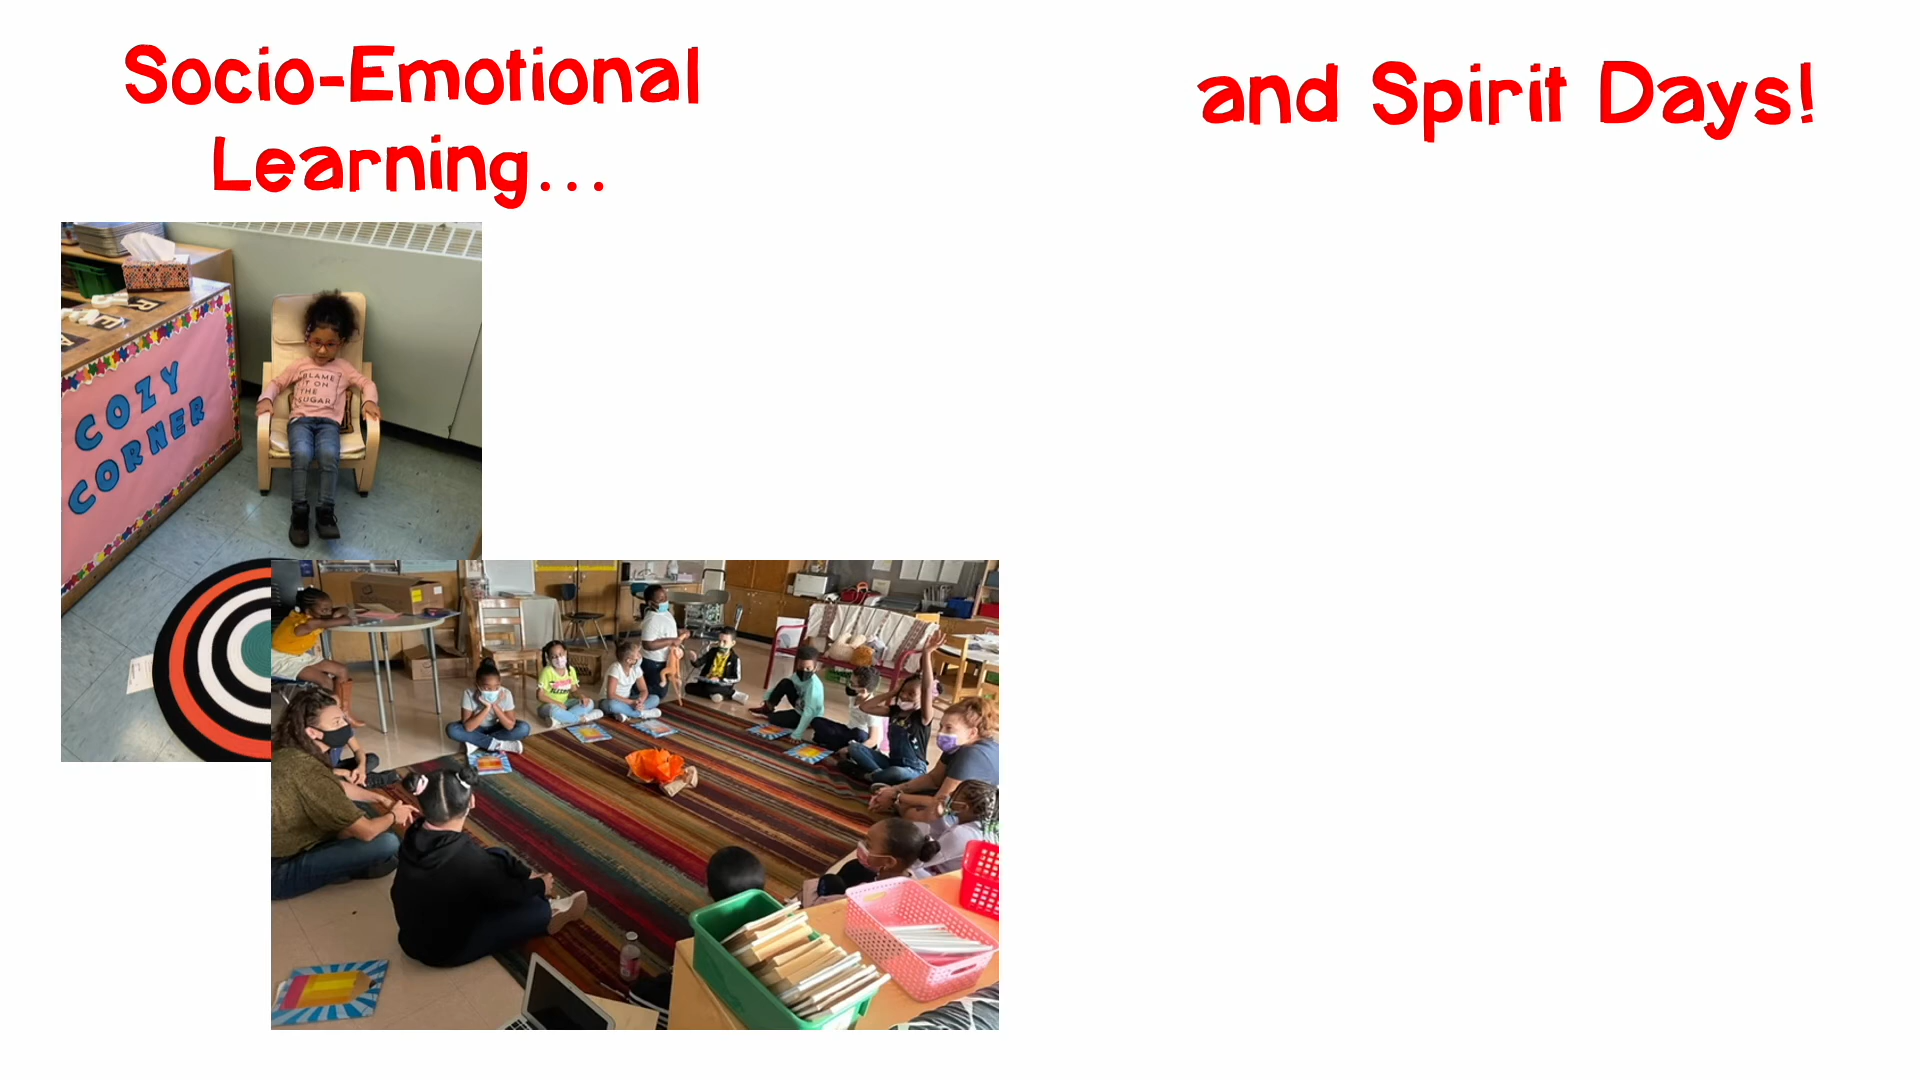 Socio-Emotional
Learning...
and Spirit Days!
COZY
CORNER
BLAME
IT ON
THE
SUGAR